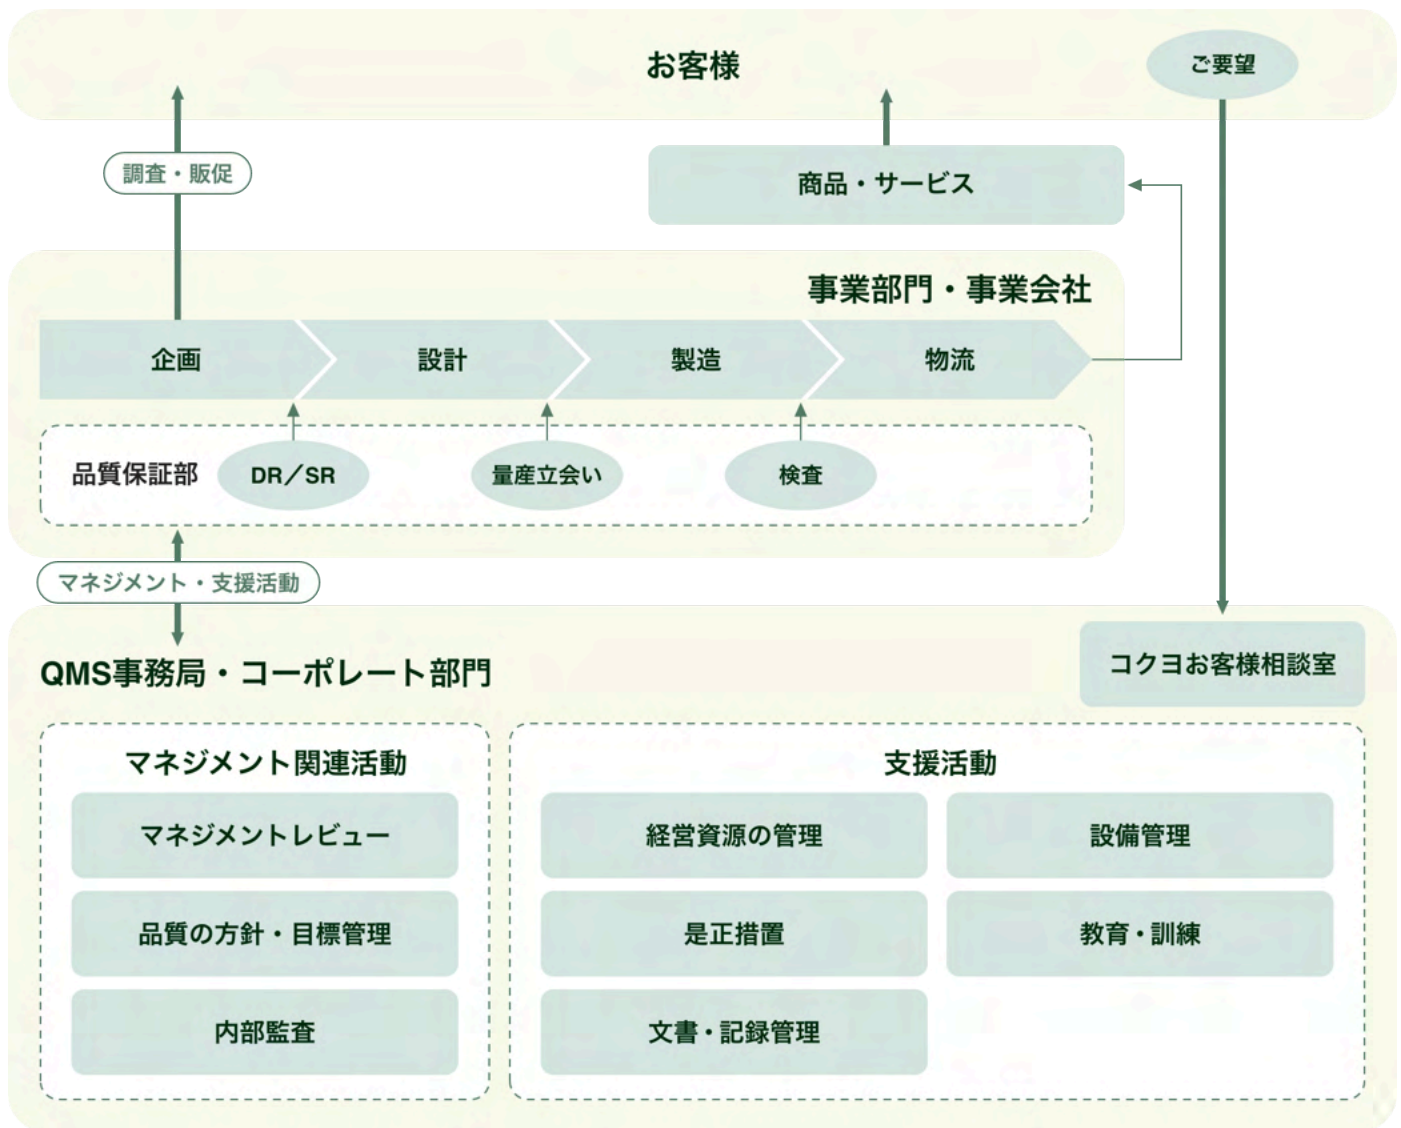 お客様
ご要望
調査・販促
商品・サービス
事業部門・事業会社
企画
設計
製造
物流
品質保証部
DR／SR
量産立会い
検査
マネジメント・支援活動
QMS事務局・コーポレート部門
コクヨお客様相談室
マネジメント関連活動
マネジメントレビュー
品質の方針・目標管理
内部監査
支援活動
経営資源の管理
設備管理
是正措置
教育・訓練
文書・記録管理